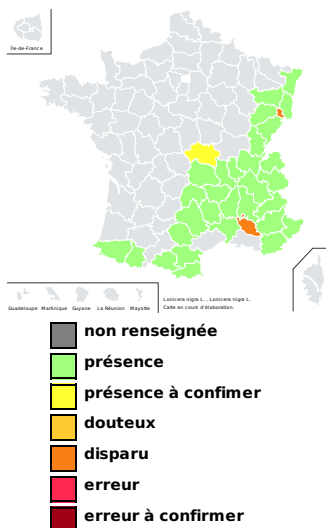 Île-de-France
Guadeloupe Martinique Guyane La Réunion Mayotte
Lonicera nigra L. , Lonicera nigra L.
Carte en cours d'élaboration.
non renseignée
présence
présence à confimer
douteux
disparu
erreur
erreur à confirmer